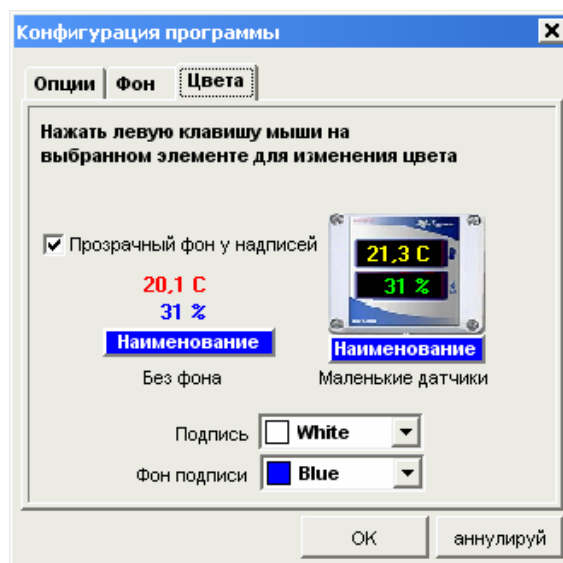 Конфигурация программы
Опции Фон Цвета
Нажать левую клавишу мыши на
выбранном элементе для изменения цвета
Прозрачный фон у надписей
21,3 C
31 %
20,1 C
31 %
Наименование
Наименование
Без фона
Маленькие датчики
Подпись White
Фон подписи Blue
OK аннулируй